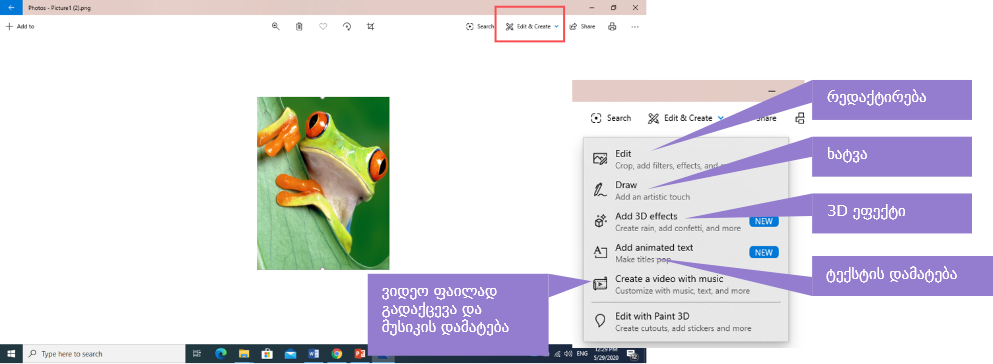 Photos - Picture1 (2).png
Add to
Search
Edit & Create
Share
Search
Edit & Create
Share
Edit
Crop, add filters, effects, and
Draw
Add an artistic touch
Add 3D effects
Create rain, add confetti, and more
NEW
Add animated text
Make titles pop
NEW
Create a video with music
Customize with music, text, and more
Edit with Paint 3D
Create cutouts, add stickers and more
რედაქტირება
ხატვა
3D ეფექტი
ტექსტის დამატება
ვიდეო ფაილად
გადაქცევა და
მუსიკის დამატება
Type here to search
ENG
12:29 PM
5/29/2020